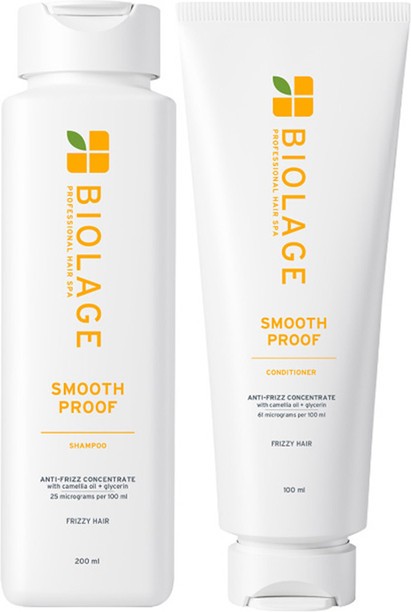 BIOLAGE
PROFESSIONAL HAIR SPA
SMOOTH
PROOF
SHAMPOO
ANTI-FRIZZ CONCENTRATE
with camellia oil + glycerin
25 micrograms per 100 ml
FRIZZY HAIR
200 ml
BIOLAGE
PROFESSIONAL HAIR SPA
SMOOTH
PROOF
CONDITIONER
ANTI-FRIZZ CONCENTRATE
with camellia oil + glycerin
61 micrograms per 100 ml
FRIZZY HAIR
100 ml